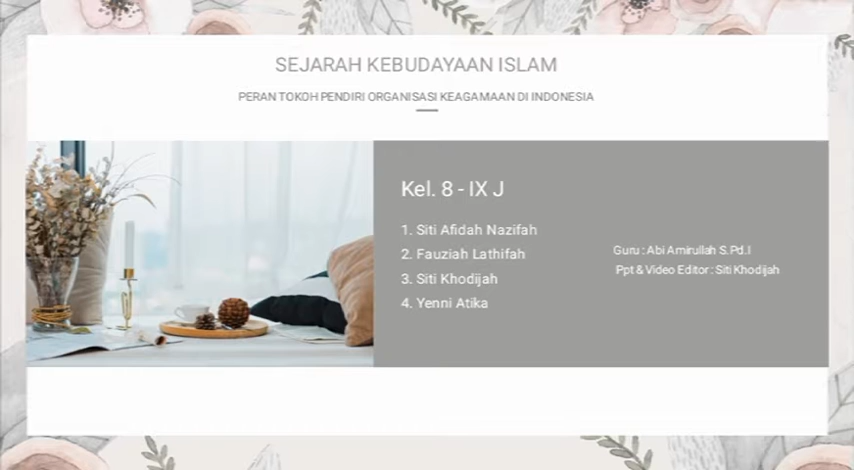 SEJARAH KEBUDAYAAN ISLAM
PERAN TOKOH PENDIRI ORGANISASI KEAGAMAAN DI INDONESIA
Kel. 8 - IX J
1. Siti Afidah Nazifah
2. Fauziah Lathifah
3. Siti Khodijah
4. Yenni Atika
Guru : Abi Amirullah S.Pd.I
Ppt & Video Editor : Siti Khodijah